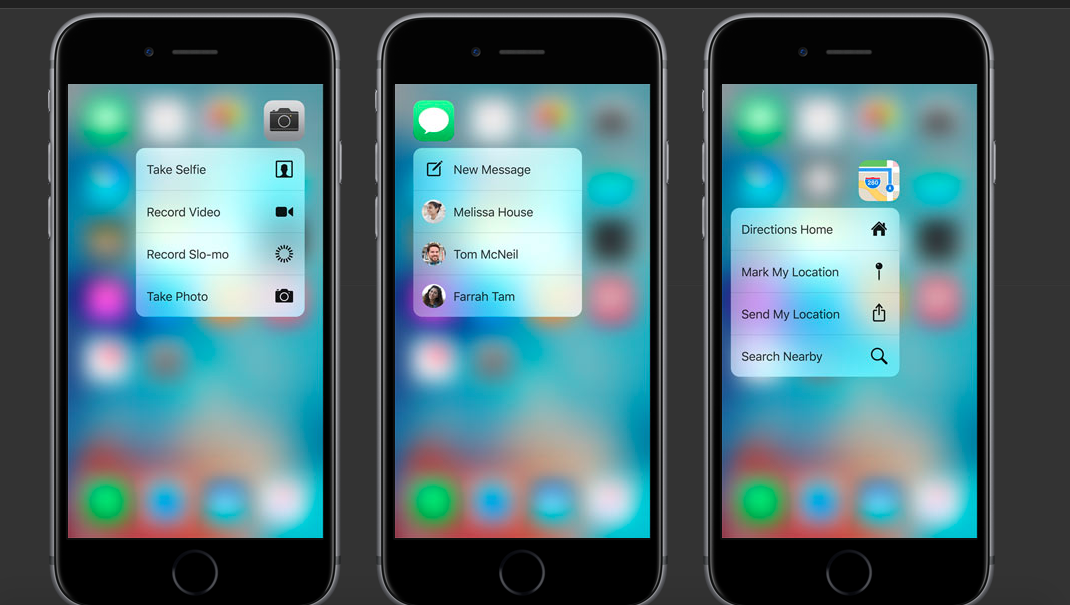 Take Selfie
Record Video
Record Slo-mo
Take Photo
New Message
Melissa House
Tom McNeil
Farrah Tam
280
Directions Home
Mark My Location
Send My Location
Search Nearby